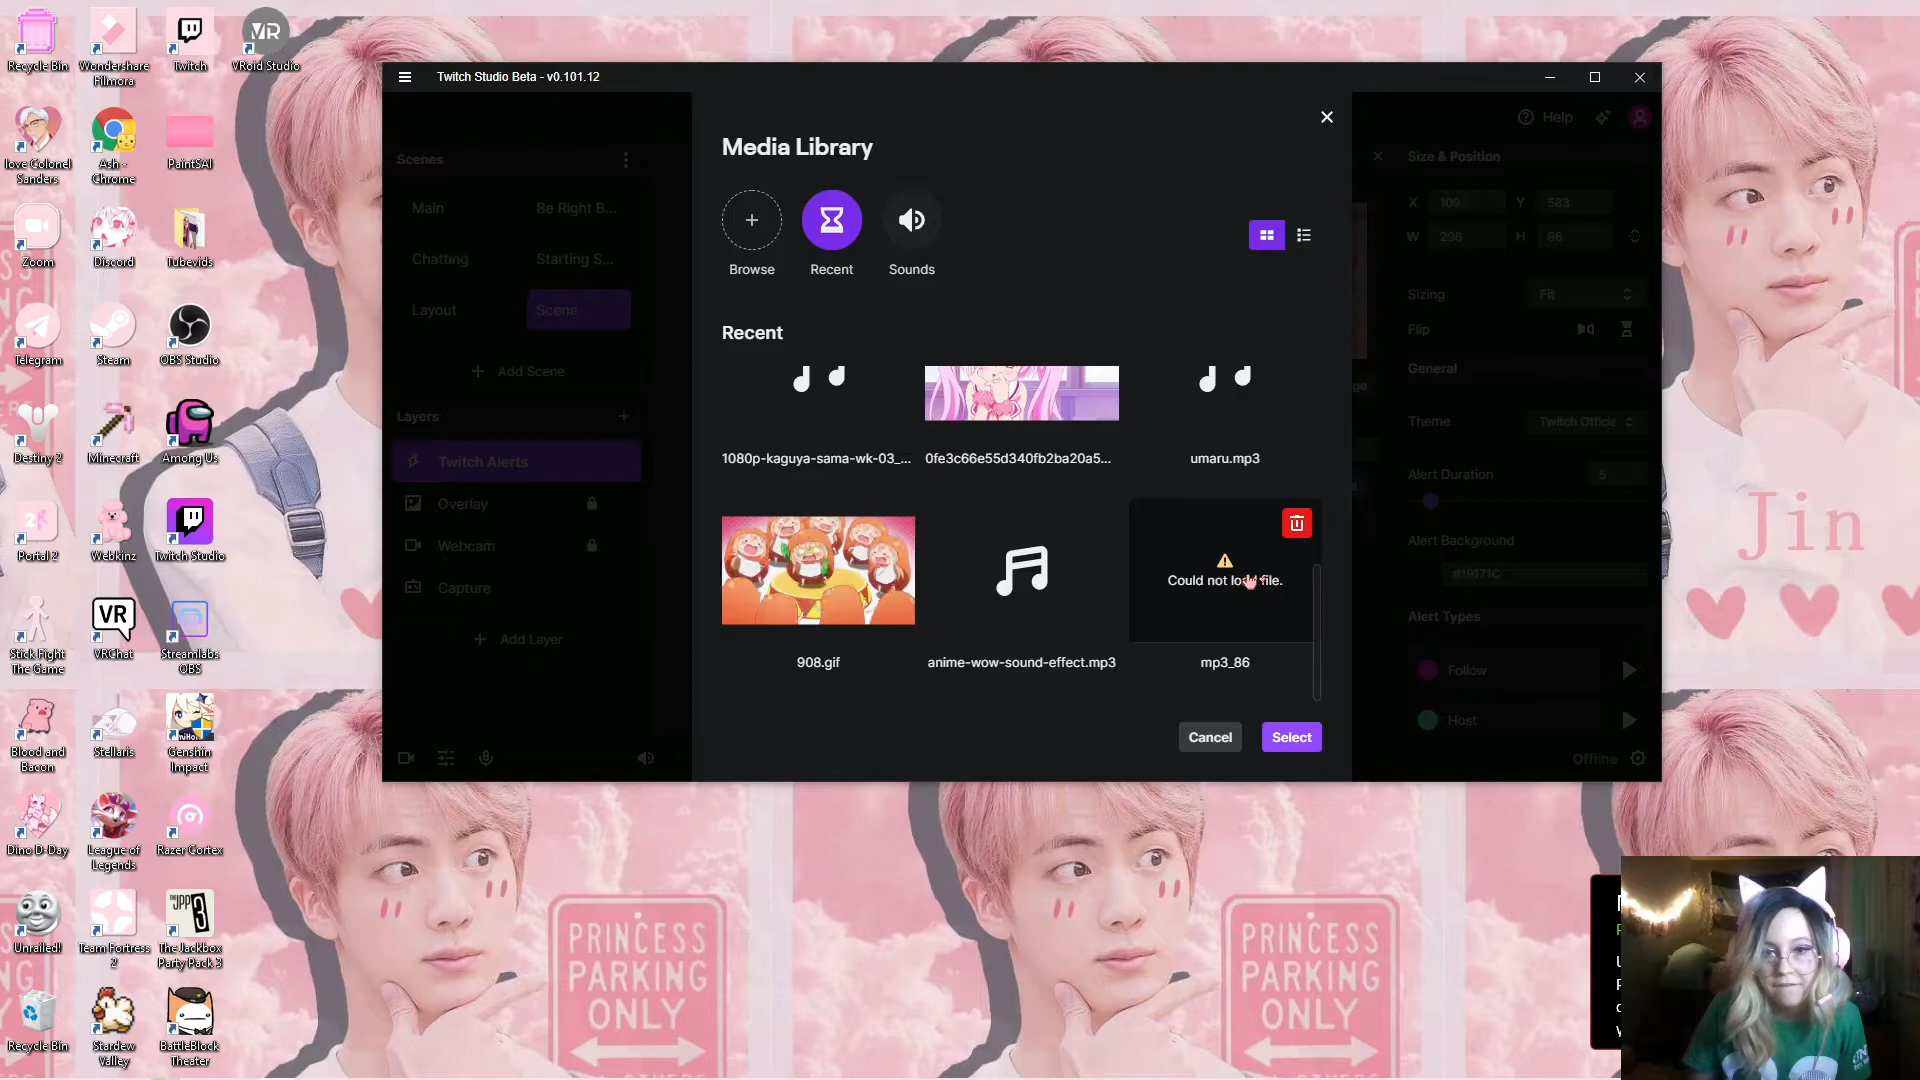 Recycle Bin
Wondershare
Filmora
Twitch
VRoid Studio
love Colonel
Sanders
Ash -
Chrome
PaintSAI
Zoom
Discord
Tubevids
Telegram
Steam
OBS Studio
Destiny 2
Minecraft
Among Us
Portal 2
Webkinz
Twitch Studio
Stick Fight
The Game
VRChat
Streamlabs
OBS
Blood and
Bacon
Stellaris
Genshin
Impact
Dino D-Day
League of
Legends
Razer Cortex
Unrailed!
Team Fortress
2
The Jackbox
Party Pack 3
Recycle Bin
Stardew
Valley
BattleBlock
Theater
Twitch Studio Beta - v0.101.12
Scenes
Main
Be Right B...
Chatting
Starting S...
Layout
Scene
Add Scene
Layers
Twitch Alerts
Overlay
Webcam
Capture
Add Layer
Media Library
Browse
Recent
Sounds
Recent
1080p-kaguya-sama-wk-03_...
0fe3c66e55d340fb2ba20a5...
umaru.mp3
Could not file.
908.gif
anime-wow-sound-effect.mp3
mp3_86
Cancel
Select
Help
Size & Position
X 109 Y 583
W 298 H 86
Sizing
Fit
Flip
General
Theme
Twitch Officia
Alert Duration
5
Alert Background
#19171C
Alert Types
Follow
Host
Offline
Jin
PRINCESS
PARKING
ONLY
PRINCESS
PARKING
ONLY